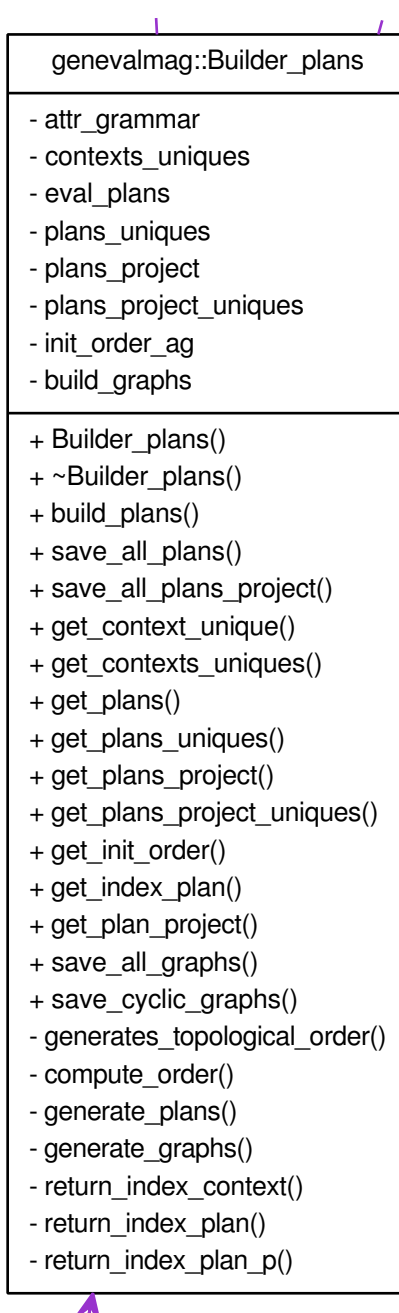 genevalmag::Builder_plans
- attr_grammar
- contexts_uniques
- eval_plans
- plans_uniques
- plans_project
- plans_project_uniques
- init_order_ag
- build_graphs
+ Builder_plans()
+ ~Builder_plans()
+ build_plans()
+ save_all_plans()
+ save_all_plans_project()
+ get_context_unique()
+ get_contexts_uniques()
+ get_plans()
+ get_plans_uniques()
+ get_plans_project()
+ get_plans_project_uniques()
+ get_init_order()
+ get_index_plan()
+ get_plan_project()
+ save_all_graphs()
+ save_cyclic_graphs()
- generates_topological_order()
- compute_order()
- generate_plans()
- generate_graphs()
- return_index_context()
- return_index_plan()
- return_index_plan_p()